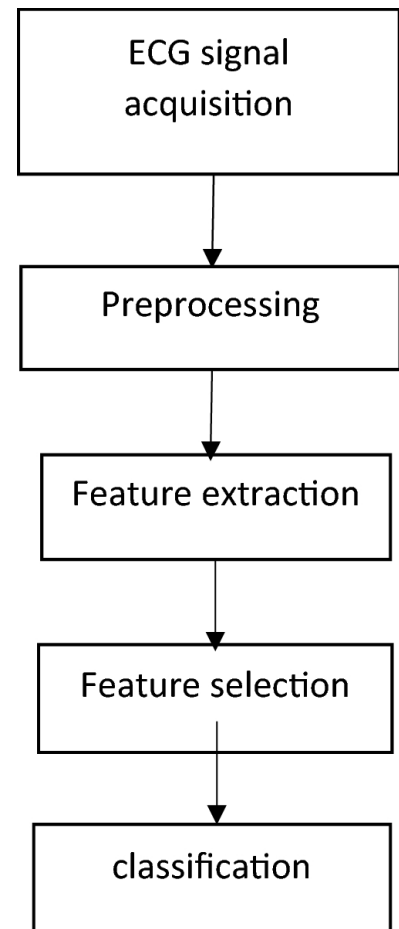 ECG signal
acquisition
Preprocessing
Feature extraction
Feature selection
classification